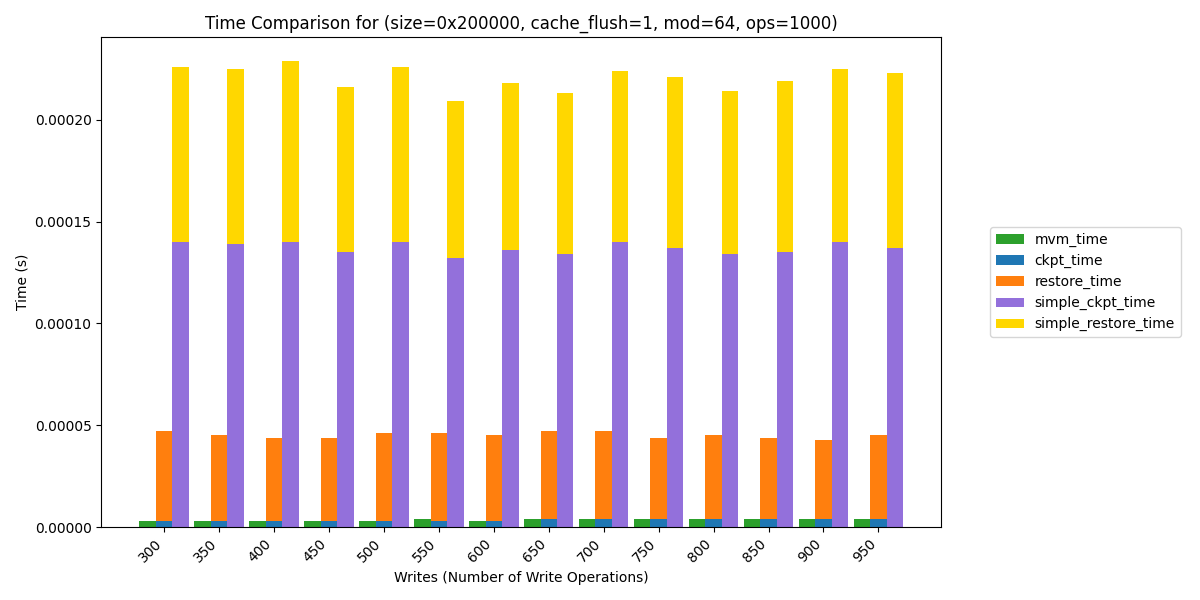 Time Comparison for (size=0x200000, cache_flush=1, mod=64, ops=1000)
Time (s)
0.00020
0.00015
0.00010
0.00005
0.00000
300 350 400 450 500 550 600 650 700 750 800 850 900 950
Writes (Number of Write Operations)
mvm_time
ckpt_time
restore_time
simple_ckpt_time
simple_restore_time